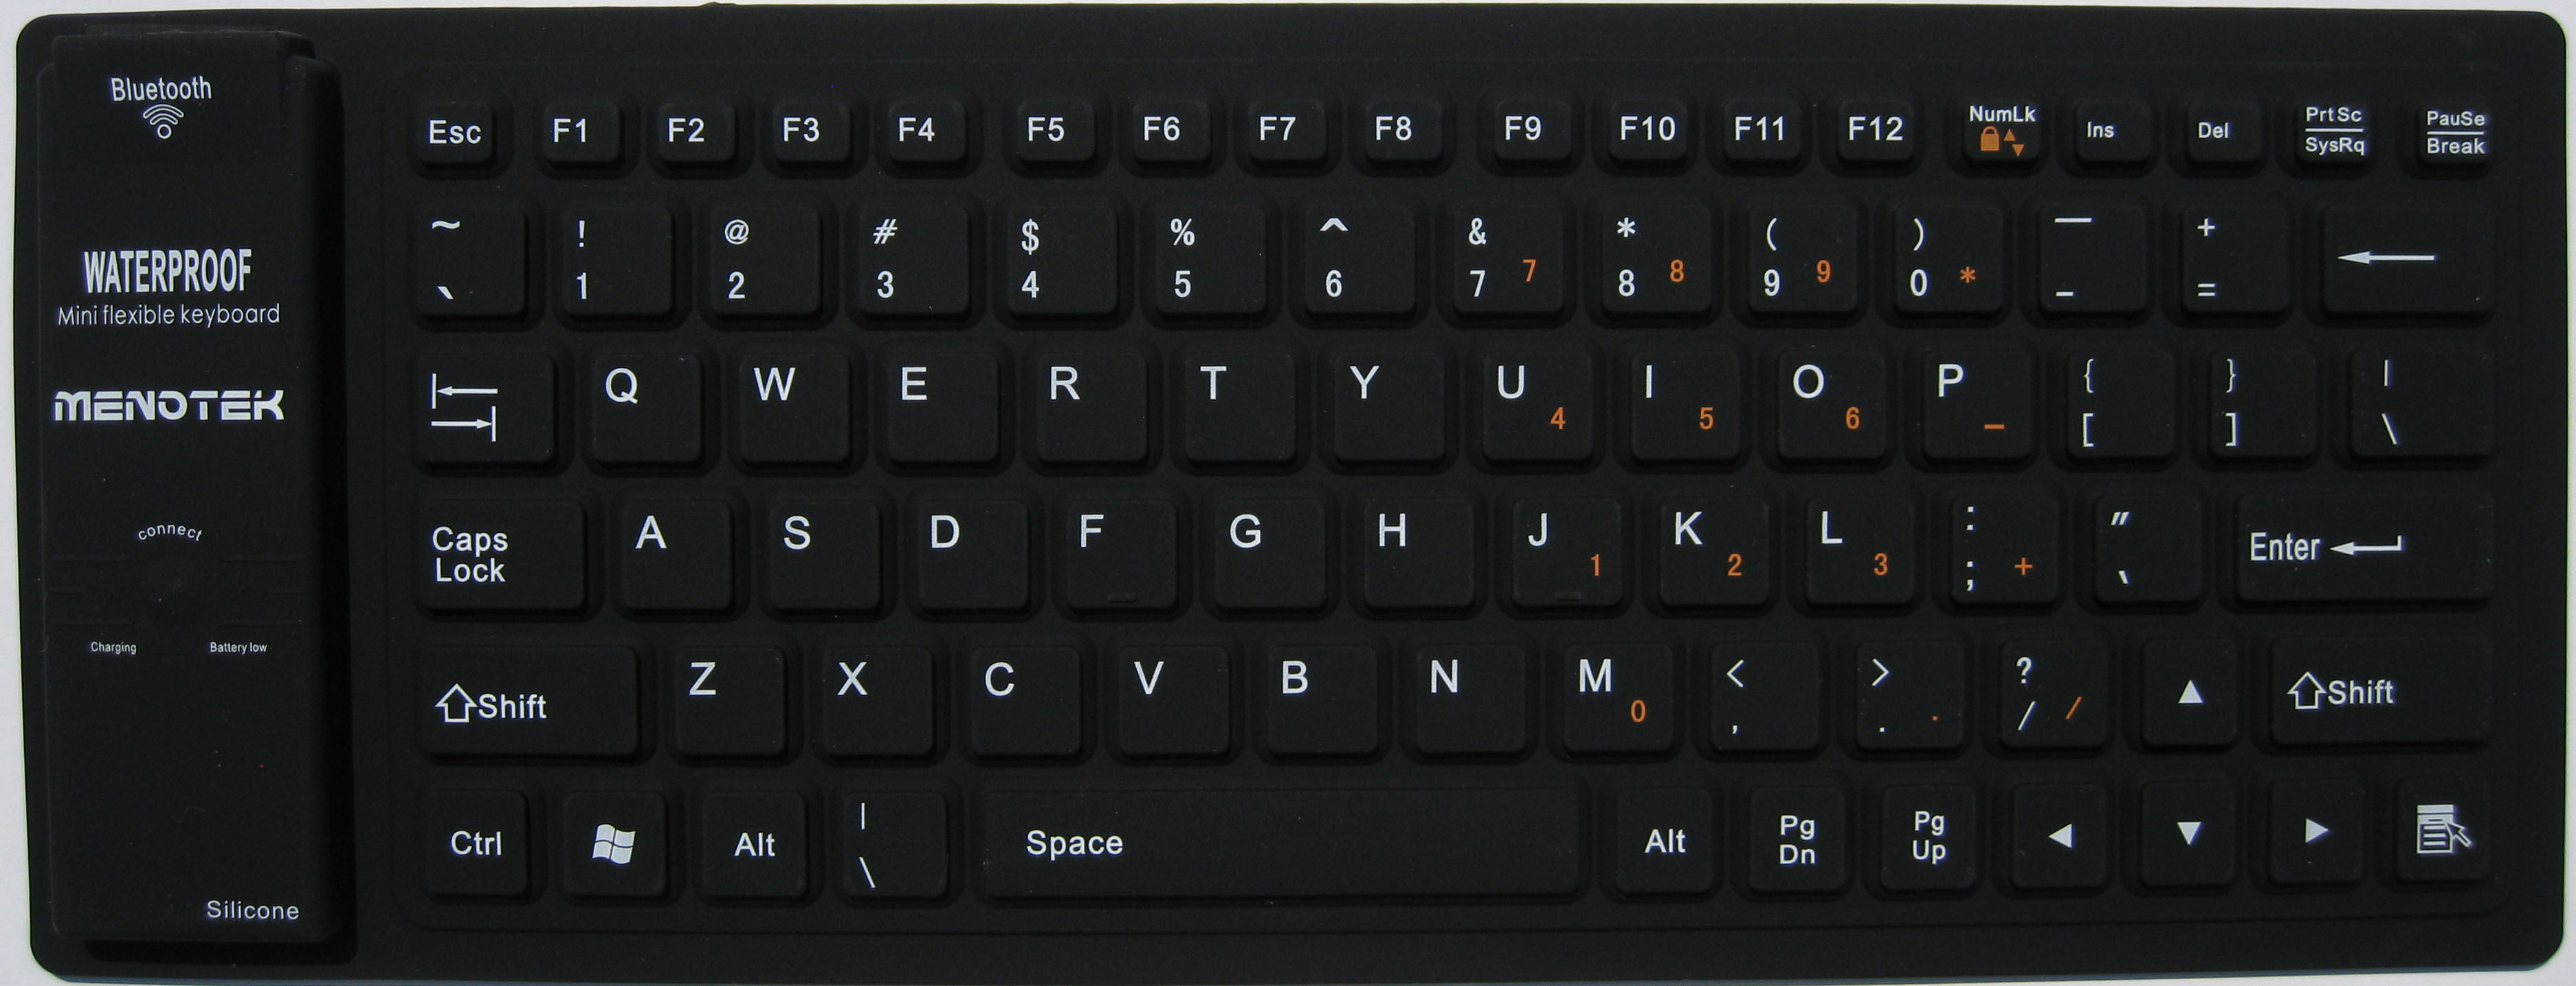 Bluetooth
WATERPROOF
Mini flexible keyboard
MENOTEK
connect
Charging Battery low
Silicone
Esc F1 F2 F3 F4 F5 F6 F7 F8 F9 F10 F11 F12 NumLk Ins Del PrtSc PauSe
SysRq Break
~ ! @ # $ % ^ & * ( ) — +
` 1 2 3 4 5 6 7 7 8 8 9 9 0 * - = ←
Q W E R T Y U I O P { } |
4 5 6 - [ ] \
Caps A S D F G H J K L : " Enter
Lock 1 2 3 ; + `
Shift Z X C V B N M < > ? Shift
0 , . . / /
Ctrl Alt | Space Alt Pg Pg
\ Dn Up